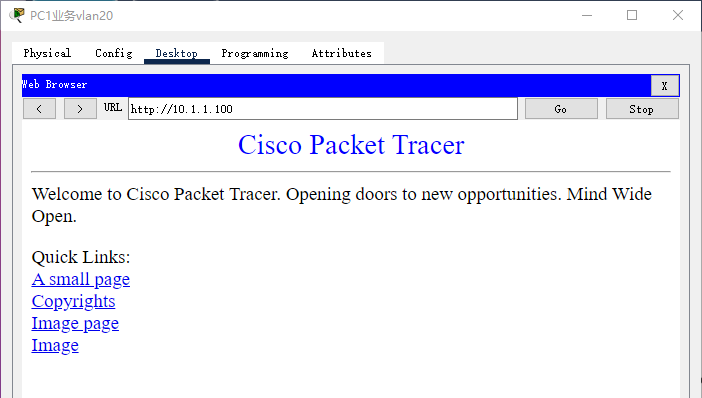 PC1业务vlan20
Physical Config Desktop Programming Attributes
Web Browser X
< > URL http://10.1.1.100 Go Stop
Cisco Packet Tracer
Welcome to Cisco Packet Tracer. Opening doors to new opportunities. Mind Wide
Open.
Quick Links:
A small page
Copyrights
Image page
Image